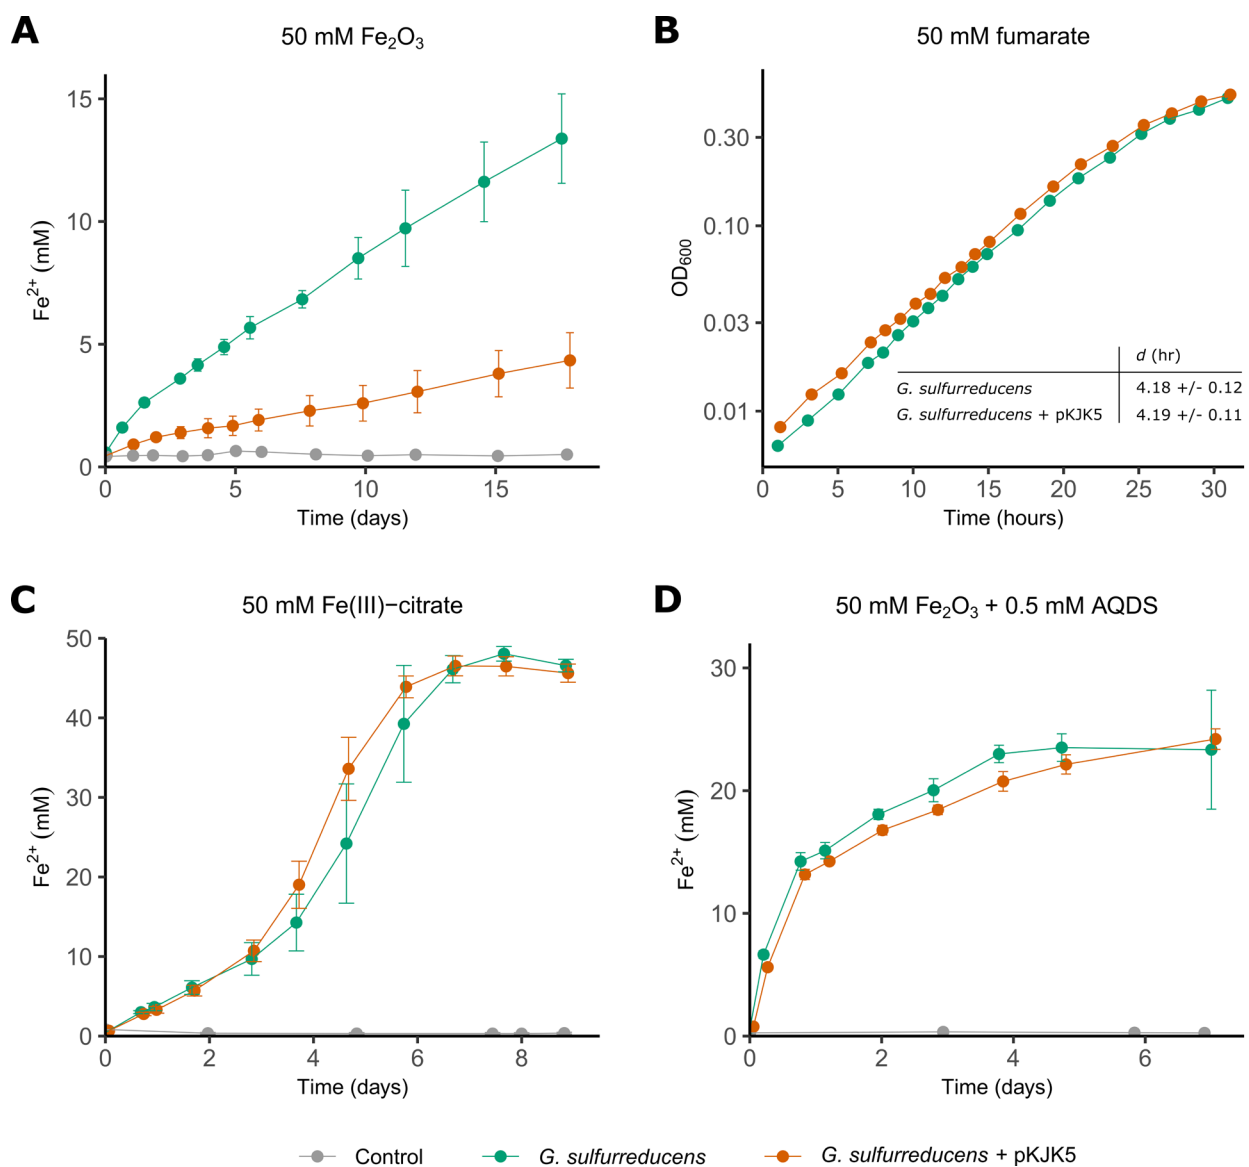 A
50 mM Fe₂O₃
15
10
5
0
Fe²⁺ (mM)
0 5 10 15
Time (days)
B
50 mM fumarate
0.30
0.10
0.03
0.01
OD₆₀₀
d (hr)
G. sulfurreducens 4.18 +/- 0.12
G. sulfurreducens + pKJK5 4.19 +/- 0.11
0 5 10 15 20 25 30
Time (hours)
C
50 mM Fe(III)−citrate
50
40
30
20
10
0
Fe²⁺ (mM)
0 2 4 6 8
Time (days)
D
50 mM Fe₂O₃ + 0.5 mM AQDS
30
20
10
0
Fe²⁺ (mM)
0 2 4 6
Time (days)
Control G. sulfurreducens G. sulfurreducens + pKJK5